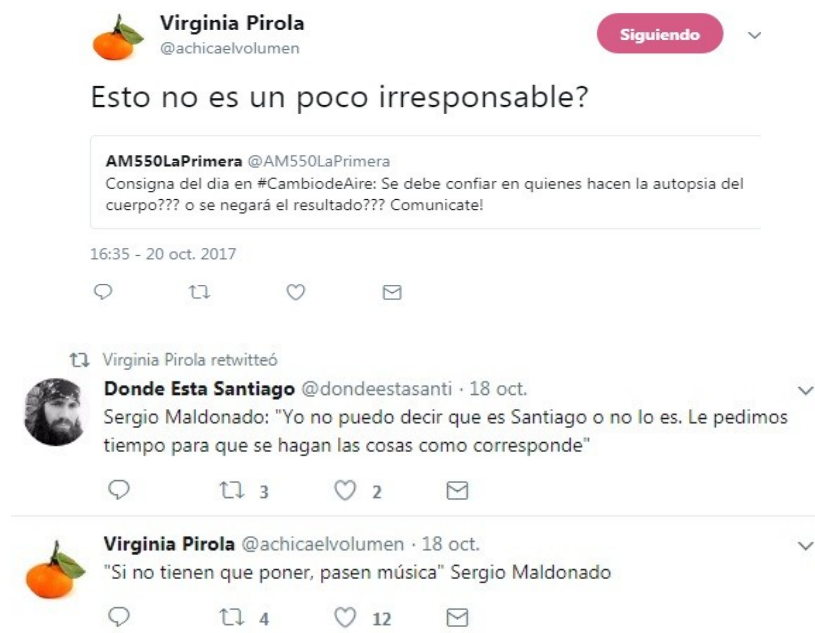 Virginia Pirola
@achicaelvolumen
Siguiendo
Esto no es un poco irresponsable?
AM550LaPrimera @AM550LaPrimera
Consigna del dia en #CambiodeAire: Se debe confiar en quienes hacen la autopsia del
cuerpo??? o se negará el resultado??? Comunicate!
16:35 - 20 oct. 2017
Virginia Pirola retwitteó
Donde Esta Santiago @dondeestasanti · 18 oct.
Sergio Maldonado: "Yo no puedo decir que es Santiago o no lo es. Le pedimos
tiempo para que se hagan las cosas como corresponde"
3 2
Virginia Pirola @achicaelvolumen · 18 oct.
"Si no tienen que poner, pasen música" Sergio Maldonado
4 12